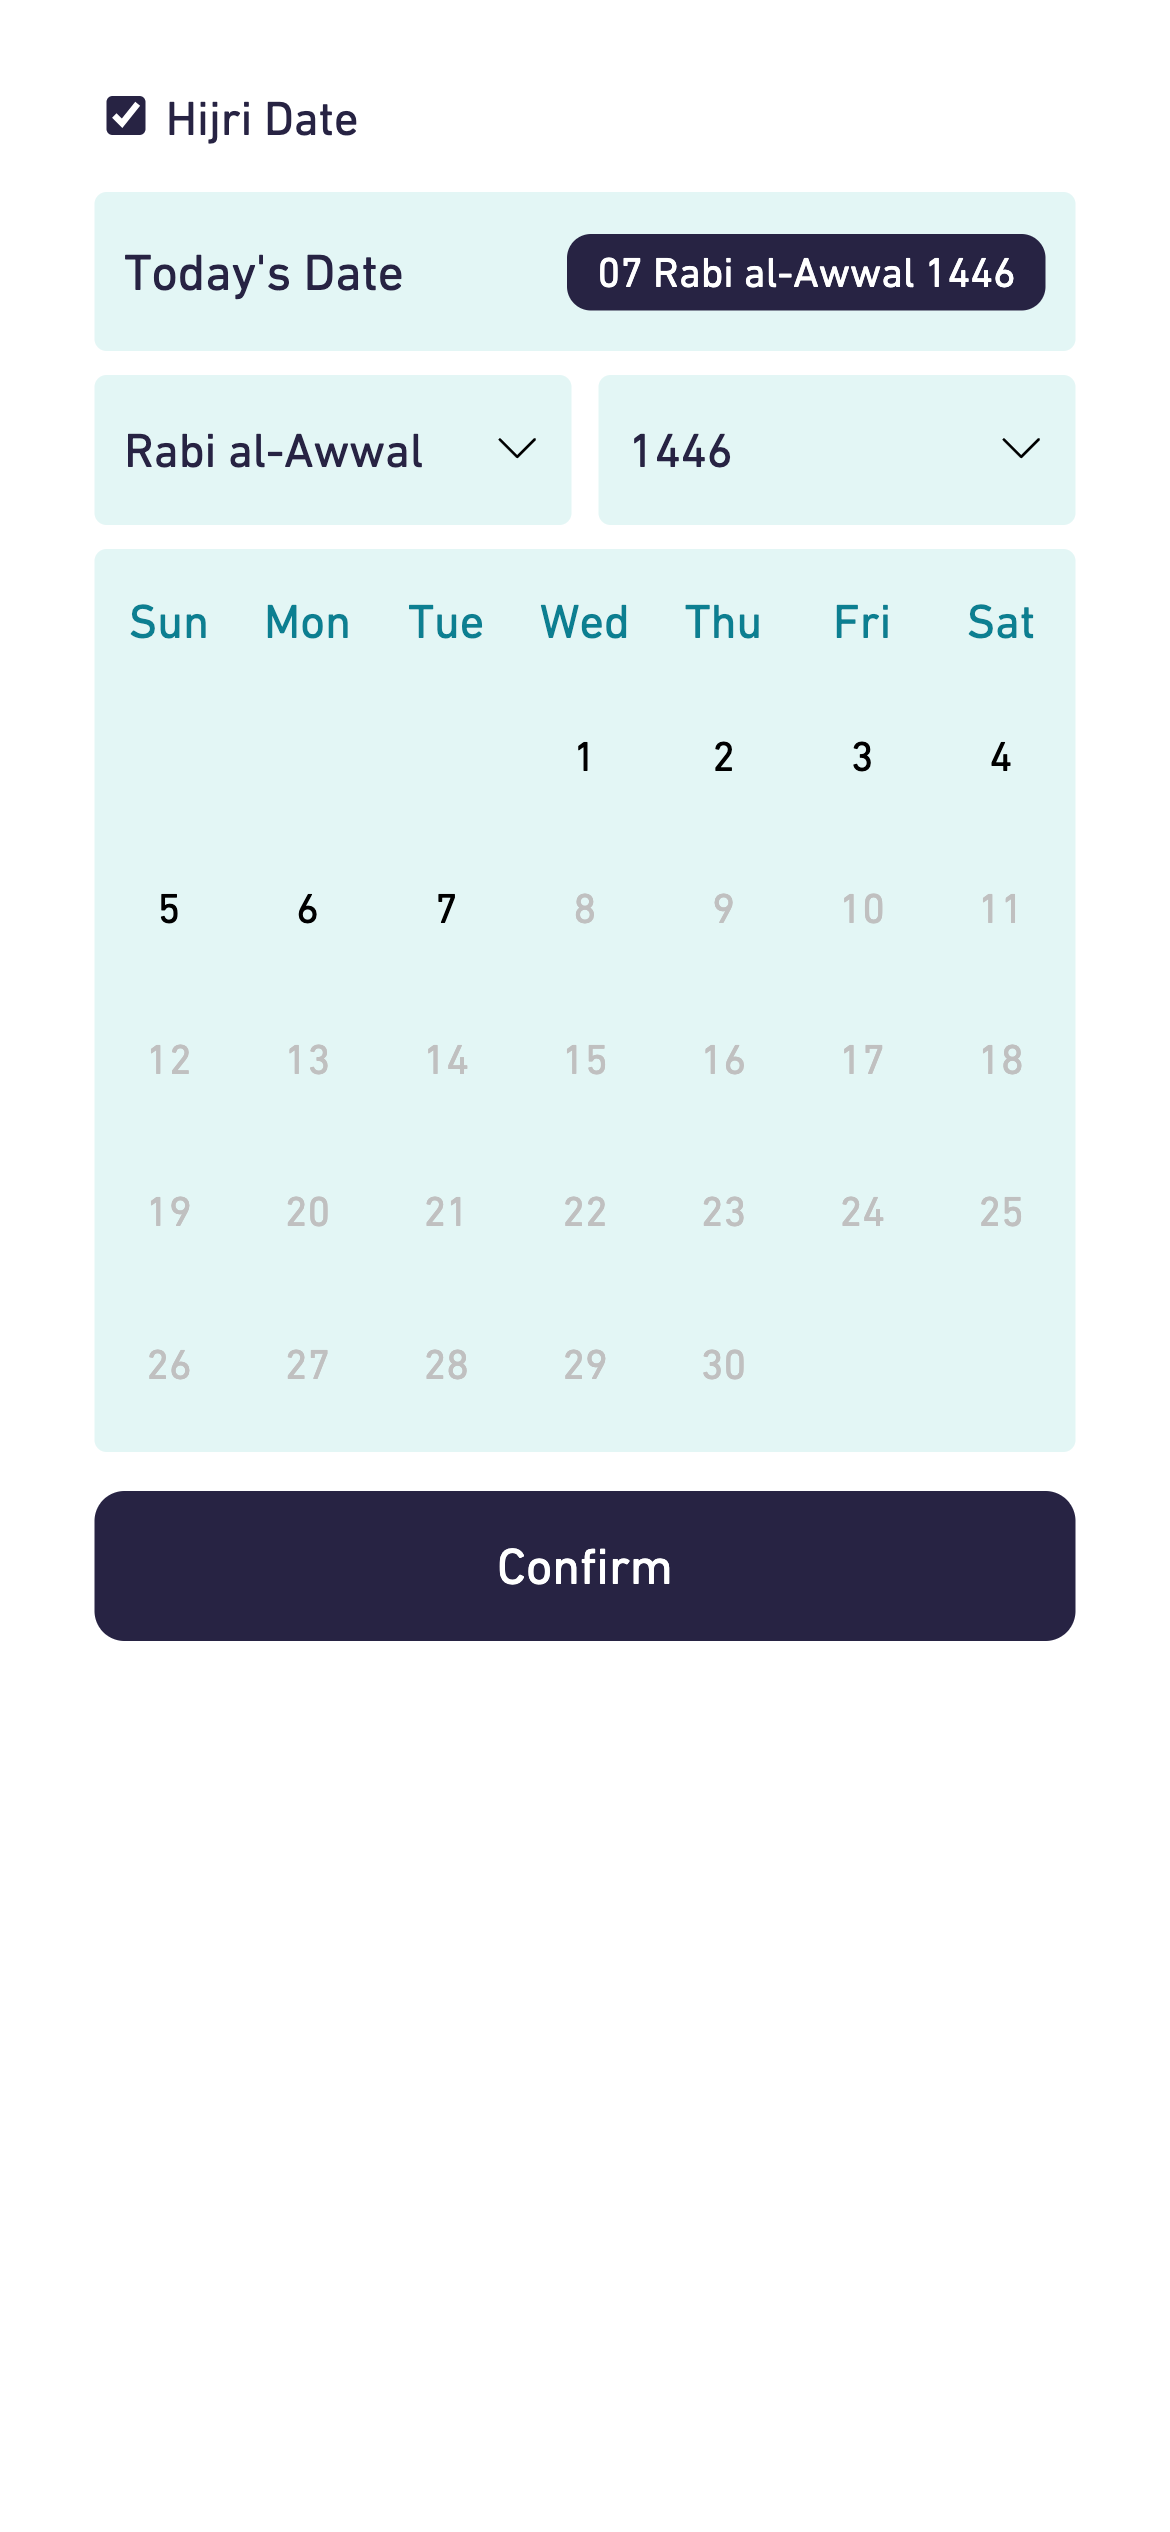 Hijri Date
Today's Date 07 Rabi al-Awwal 1446
Rabi al-Awwal 1446
Sun Mon Tue Wed Thu Fri Sat
1 2 3 4
5 6 7 8 9 10 11
12 13 14 15 16 17 18
19 20 21 22 23 24 25
26 27 28 29 30
Confirm